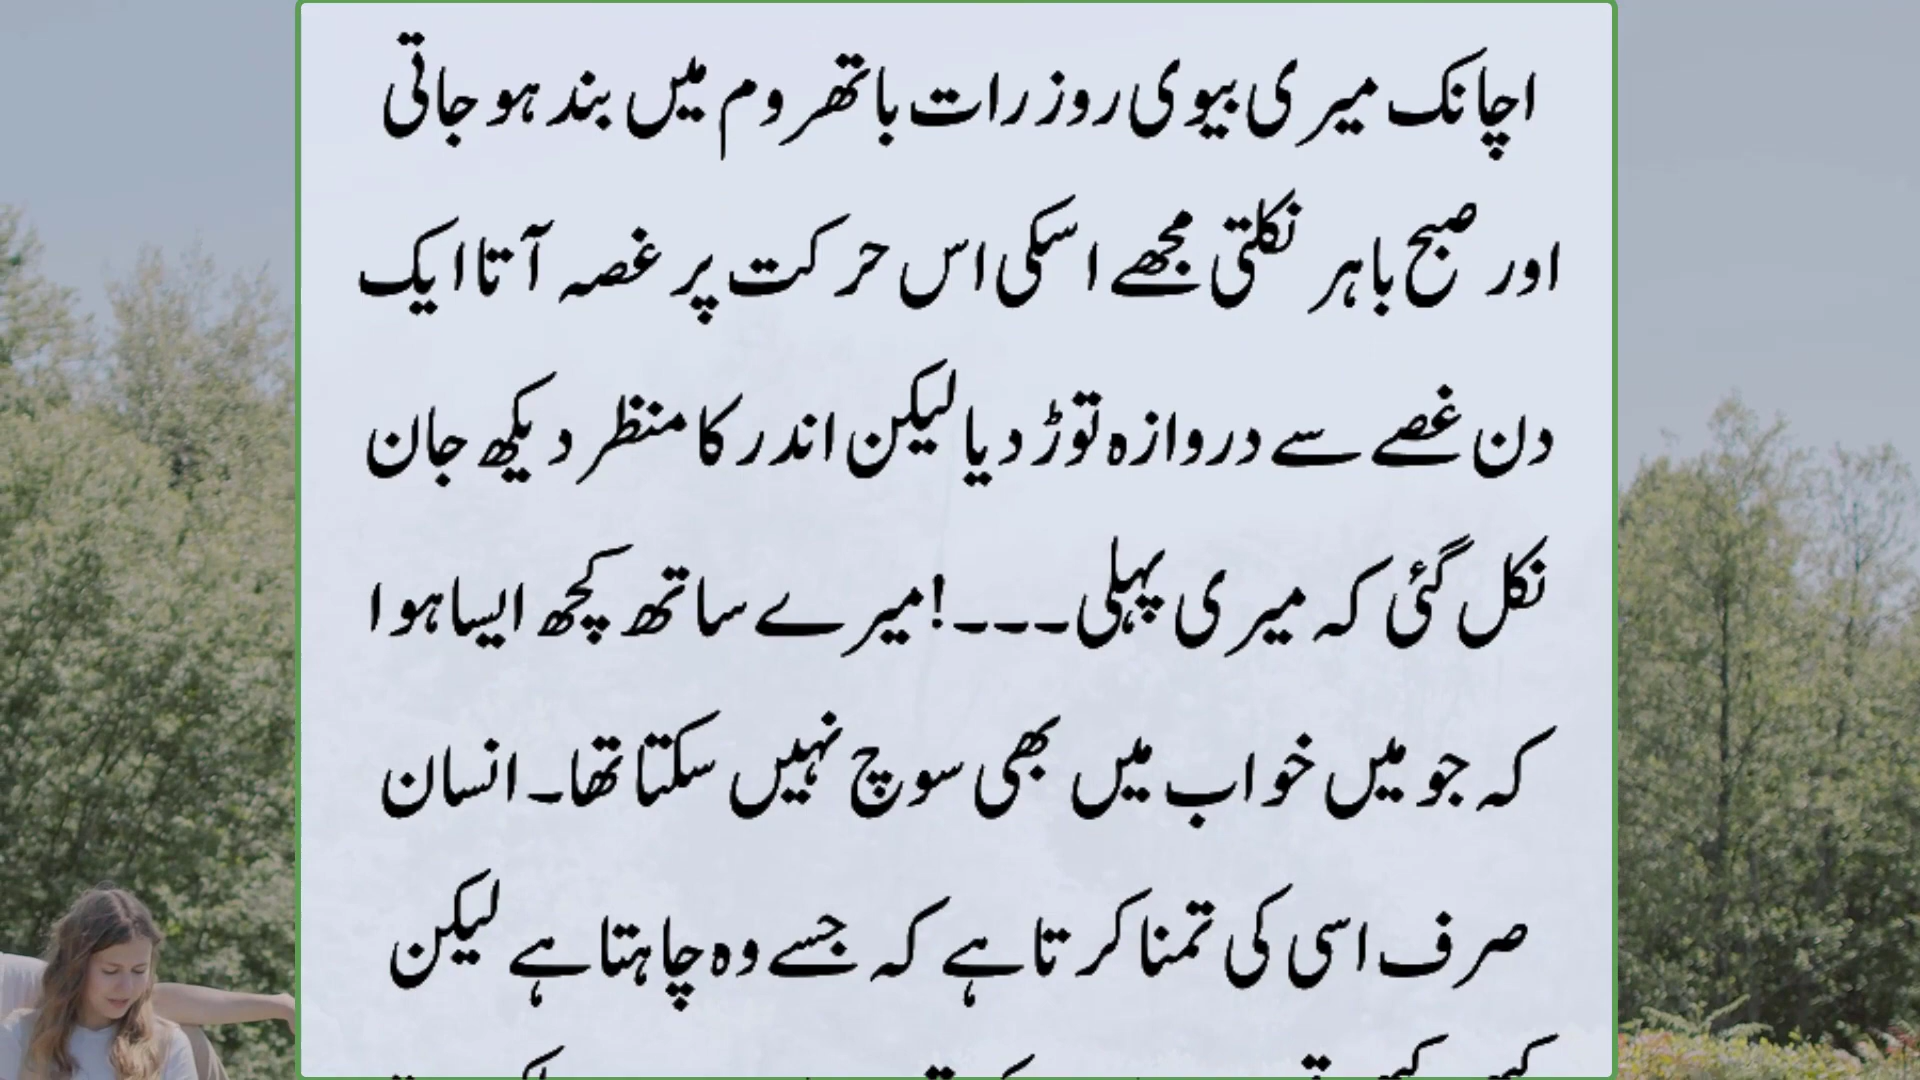 اچانک میری بیوی روز رات باتھروم میں بند ہو جاتی
اور صبح باہر نکلتی مجھے اسکی اس حرکت پر غصہ آتا ایک
دن غصے سے دروازہ توڑ دیا لیکن اندر کا منظر دیکھ جان
نکل گئی کہ میری پہلی۔۔۔! میرے ساتھ کچھ ایسا ہوا
کہ جو میں خواب میں بھی سوچ نہیں سکتا تھا۔ انسان
صرف اسی کی تمنا کرتا ہے کہ جسے وہ چاہتا ہے لیکن